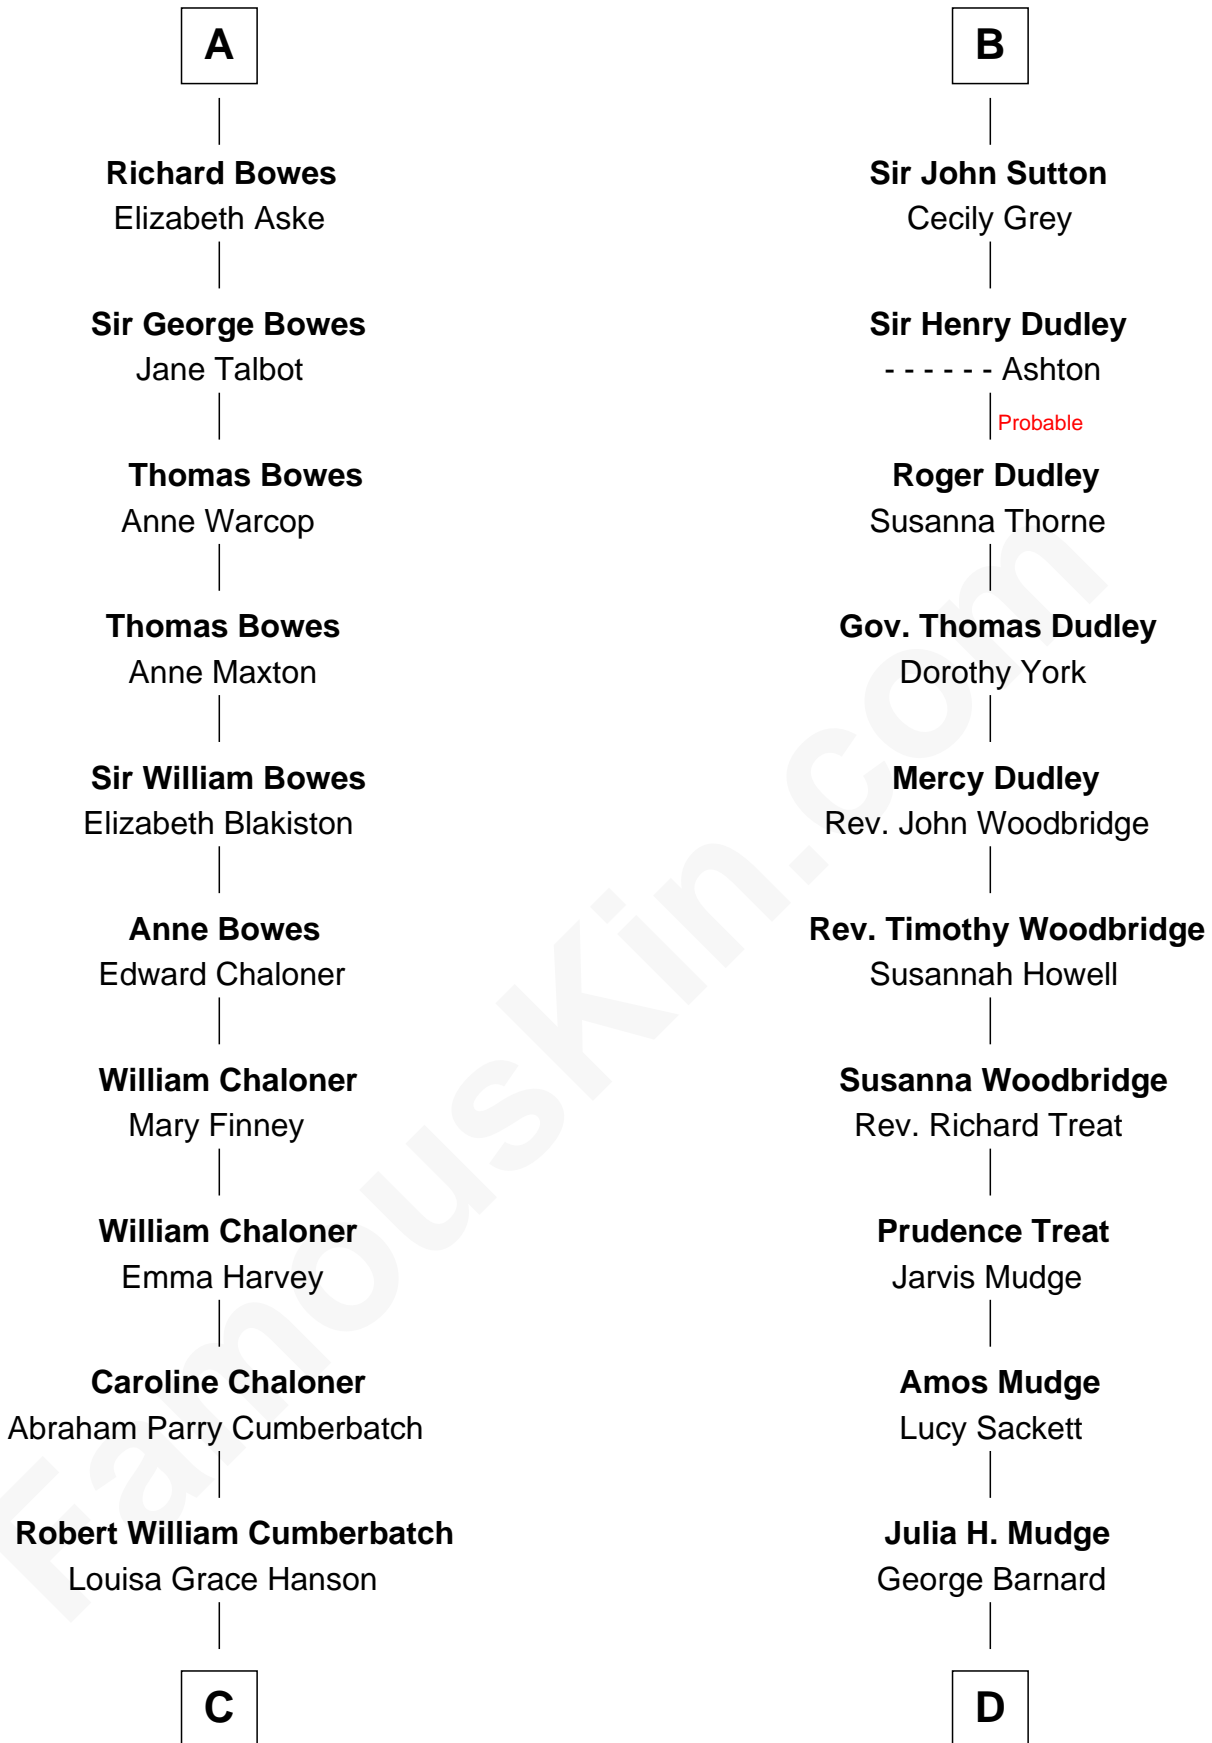 A
Richard Bowes
Elizabeth Aske
Sir George Bowes
Jane Talbot
Thomas Bowes
Anne Warcop
Thomas Bowes
Anne Maxton
Sir William Bowes
Elizabeth Blakiston
Anne Bowes
Edward Chaloner
William Chaloner
Mary Finney
William Chaloner
Emma Harvey
Caroline Chaloner
Abraham Parry Cumberbatch
Robert William Cumberbatch
Louisa Grace Hanson
C
B
Sir John Sutton
Cecily Grey
Sir Henry Dudley
- - - - - - Ashton
Probable
Roger Dudley
Susanna Thorne
Gov. Thomas Dudley
Dorothy York
Mercy Dudley
Rev. John Woodbridge
Rev. Timothy Woodbridge
Susannah Howell
Susanna Woodbridge
Rev. Richard Treat
Prudence Treat
Jarvis Mudge
Amos Mudge
Lucy Sackett
Julia H. Mudge
George Barnard
D
FamousKin.com